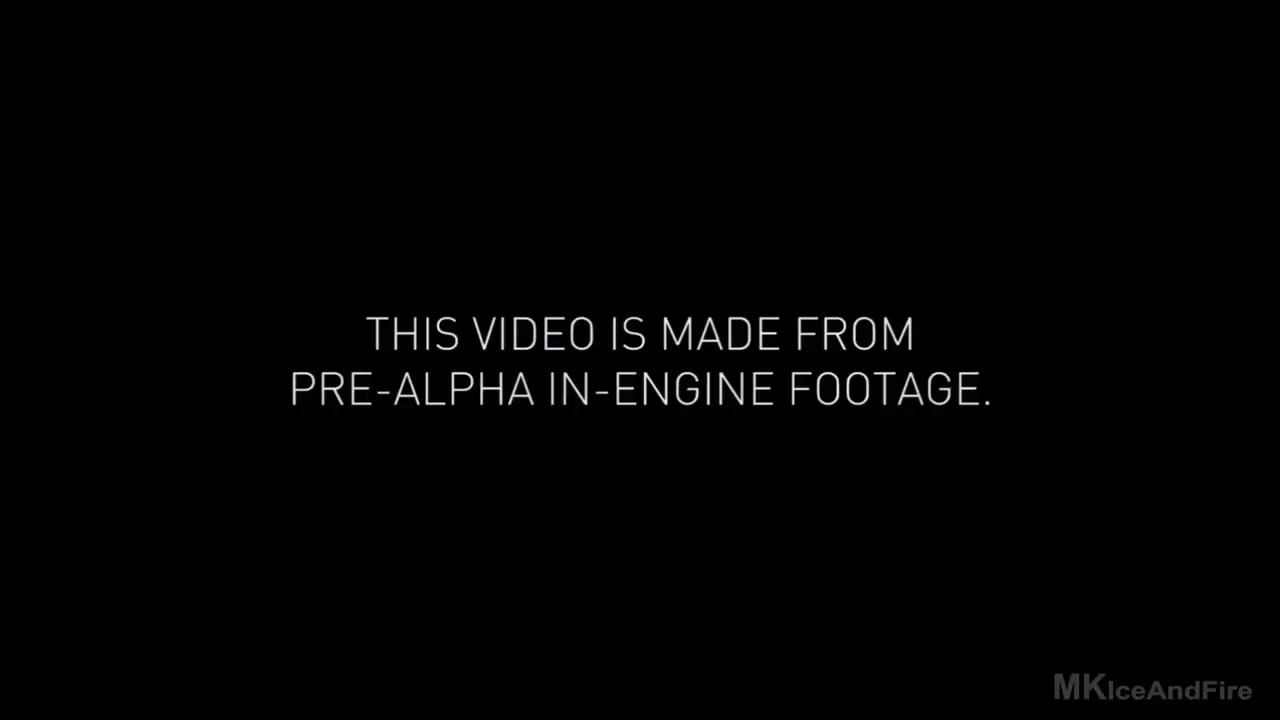 THIS VIDEO IS MADE FROM
PRE-ALPHA IN-ENGINE FOOTAGE.
MKIceAndFire